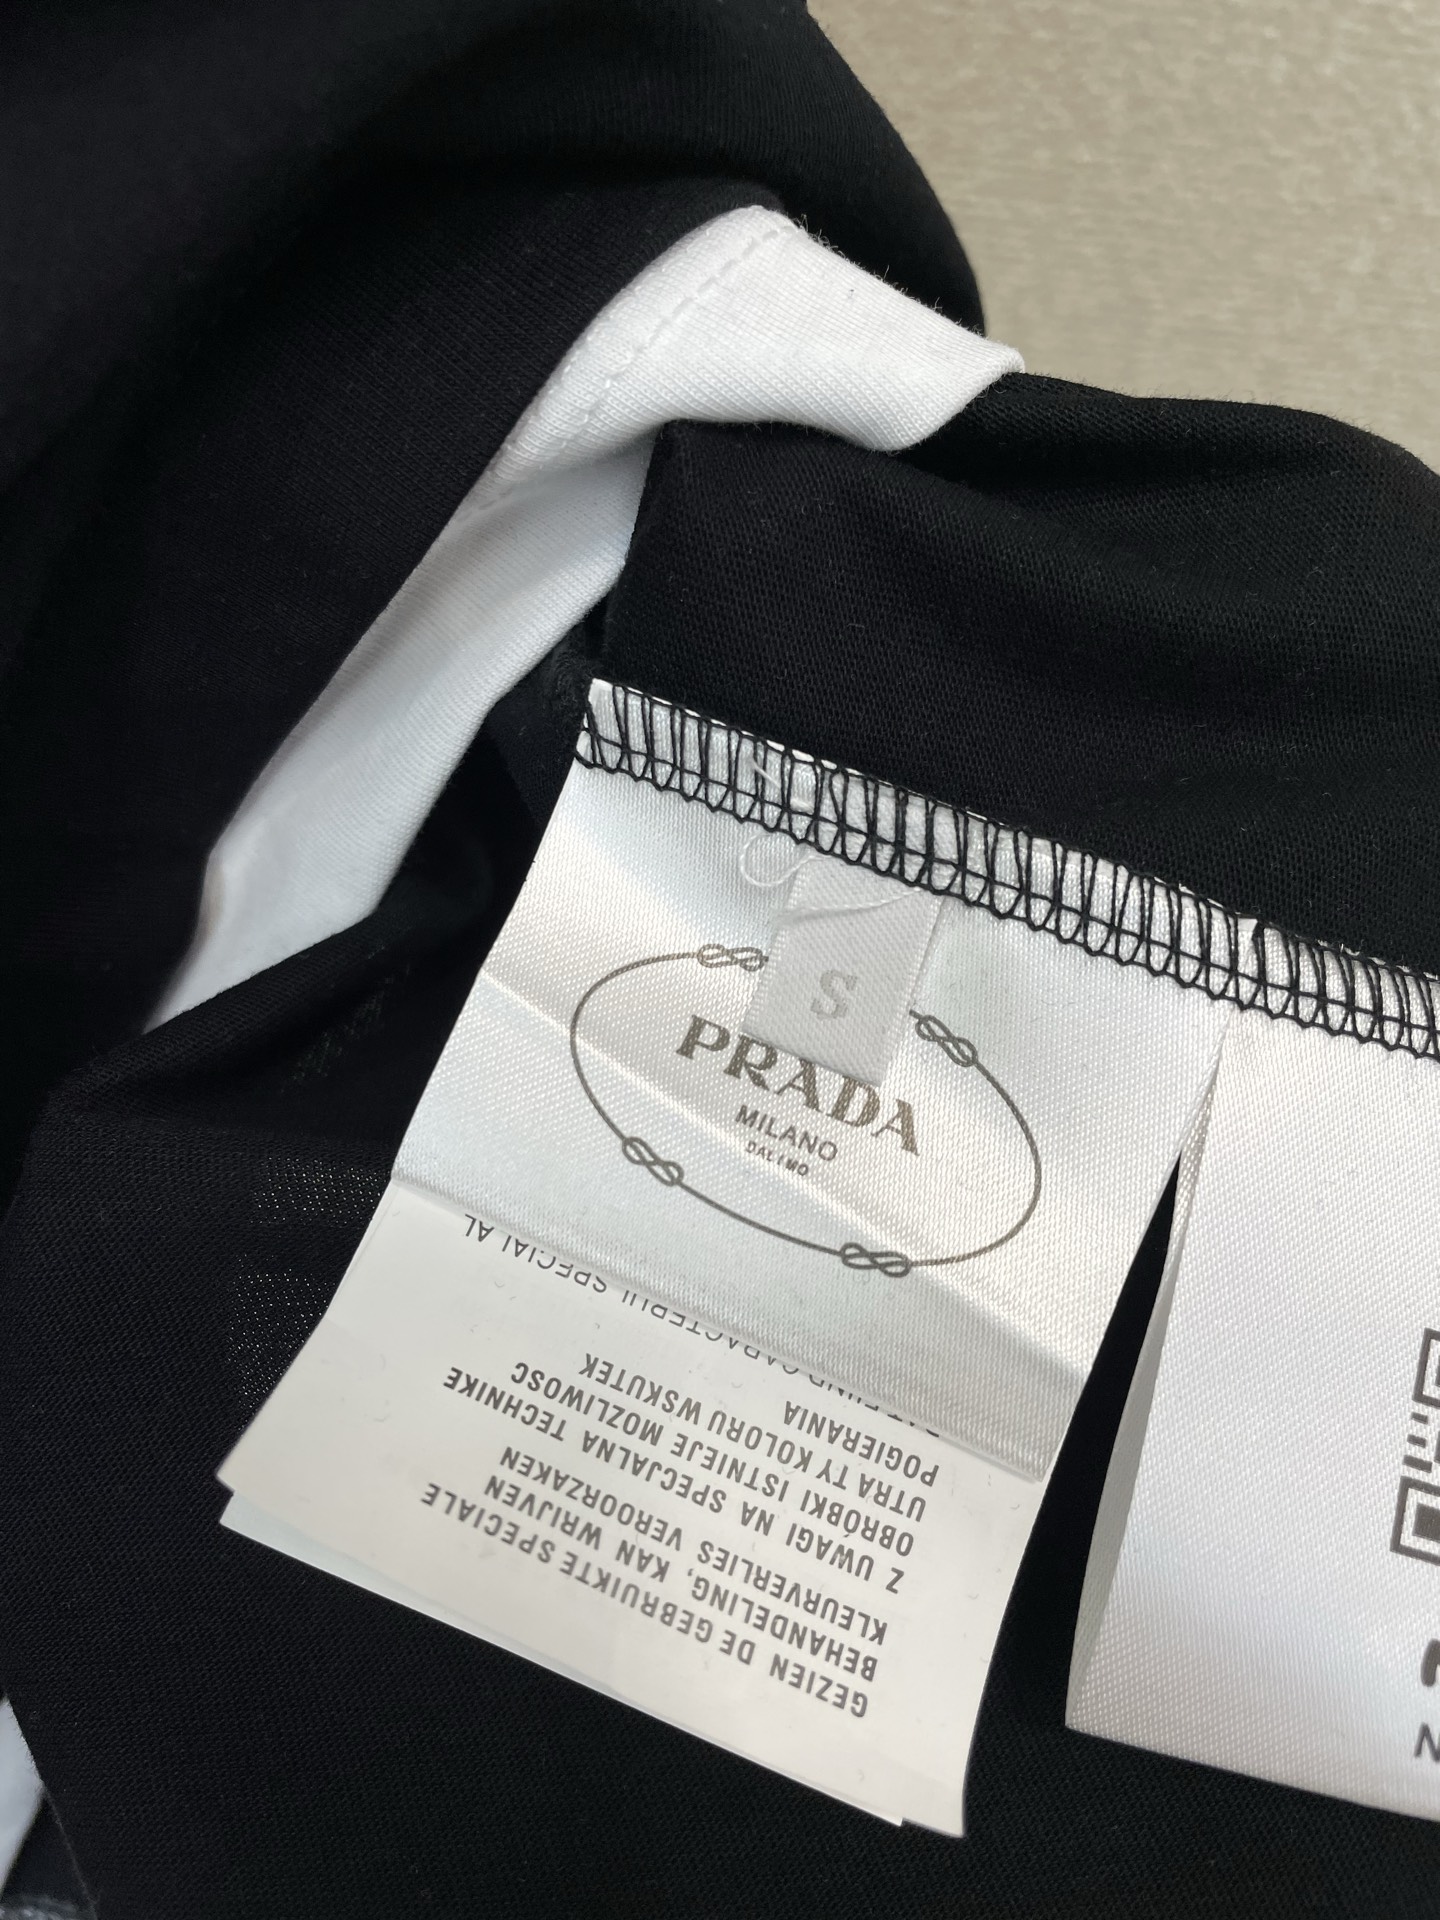 S
PRADA
MILANO
DAL 1913
GEZIEN DE GEBRUIKTE SPECIALE
BEHANDELING, KAN WRIJVEN
KLEURVERLIES VEROORZAKEN
Z UWAGI NA SPECJALNA TECHNIKE
OBRÓBKI ISTNIEJE MOZLIWOSC
UTRA TY KOLORU WSKUTEK
POGIERANIA
CARACTERUL SPECIAL AL
N